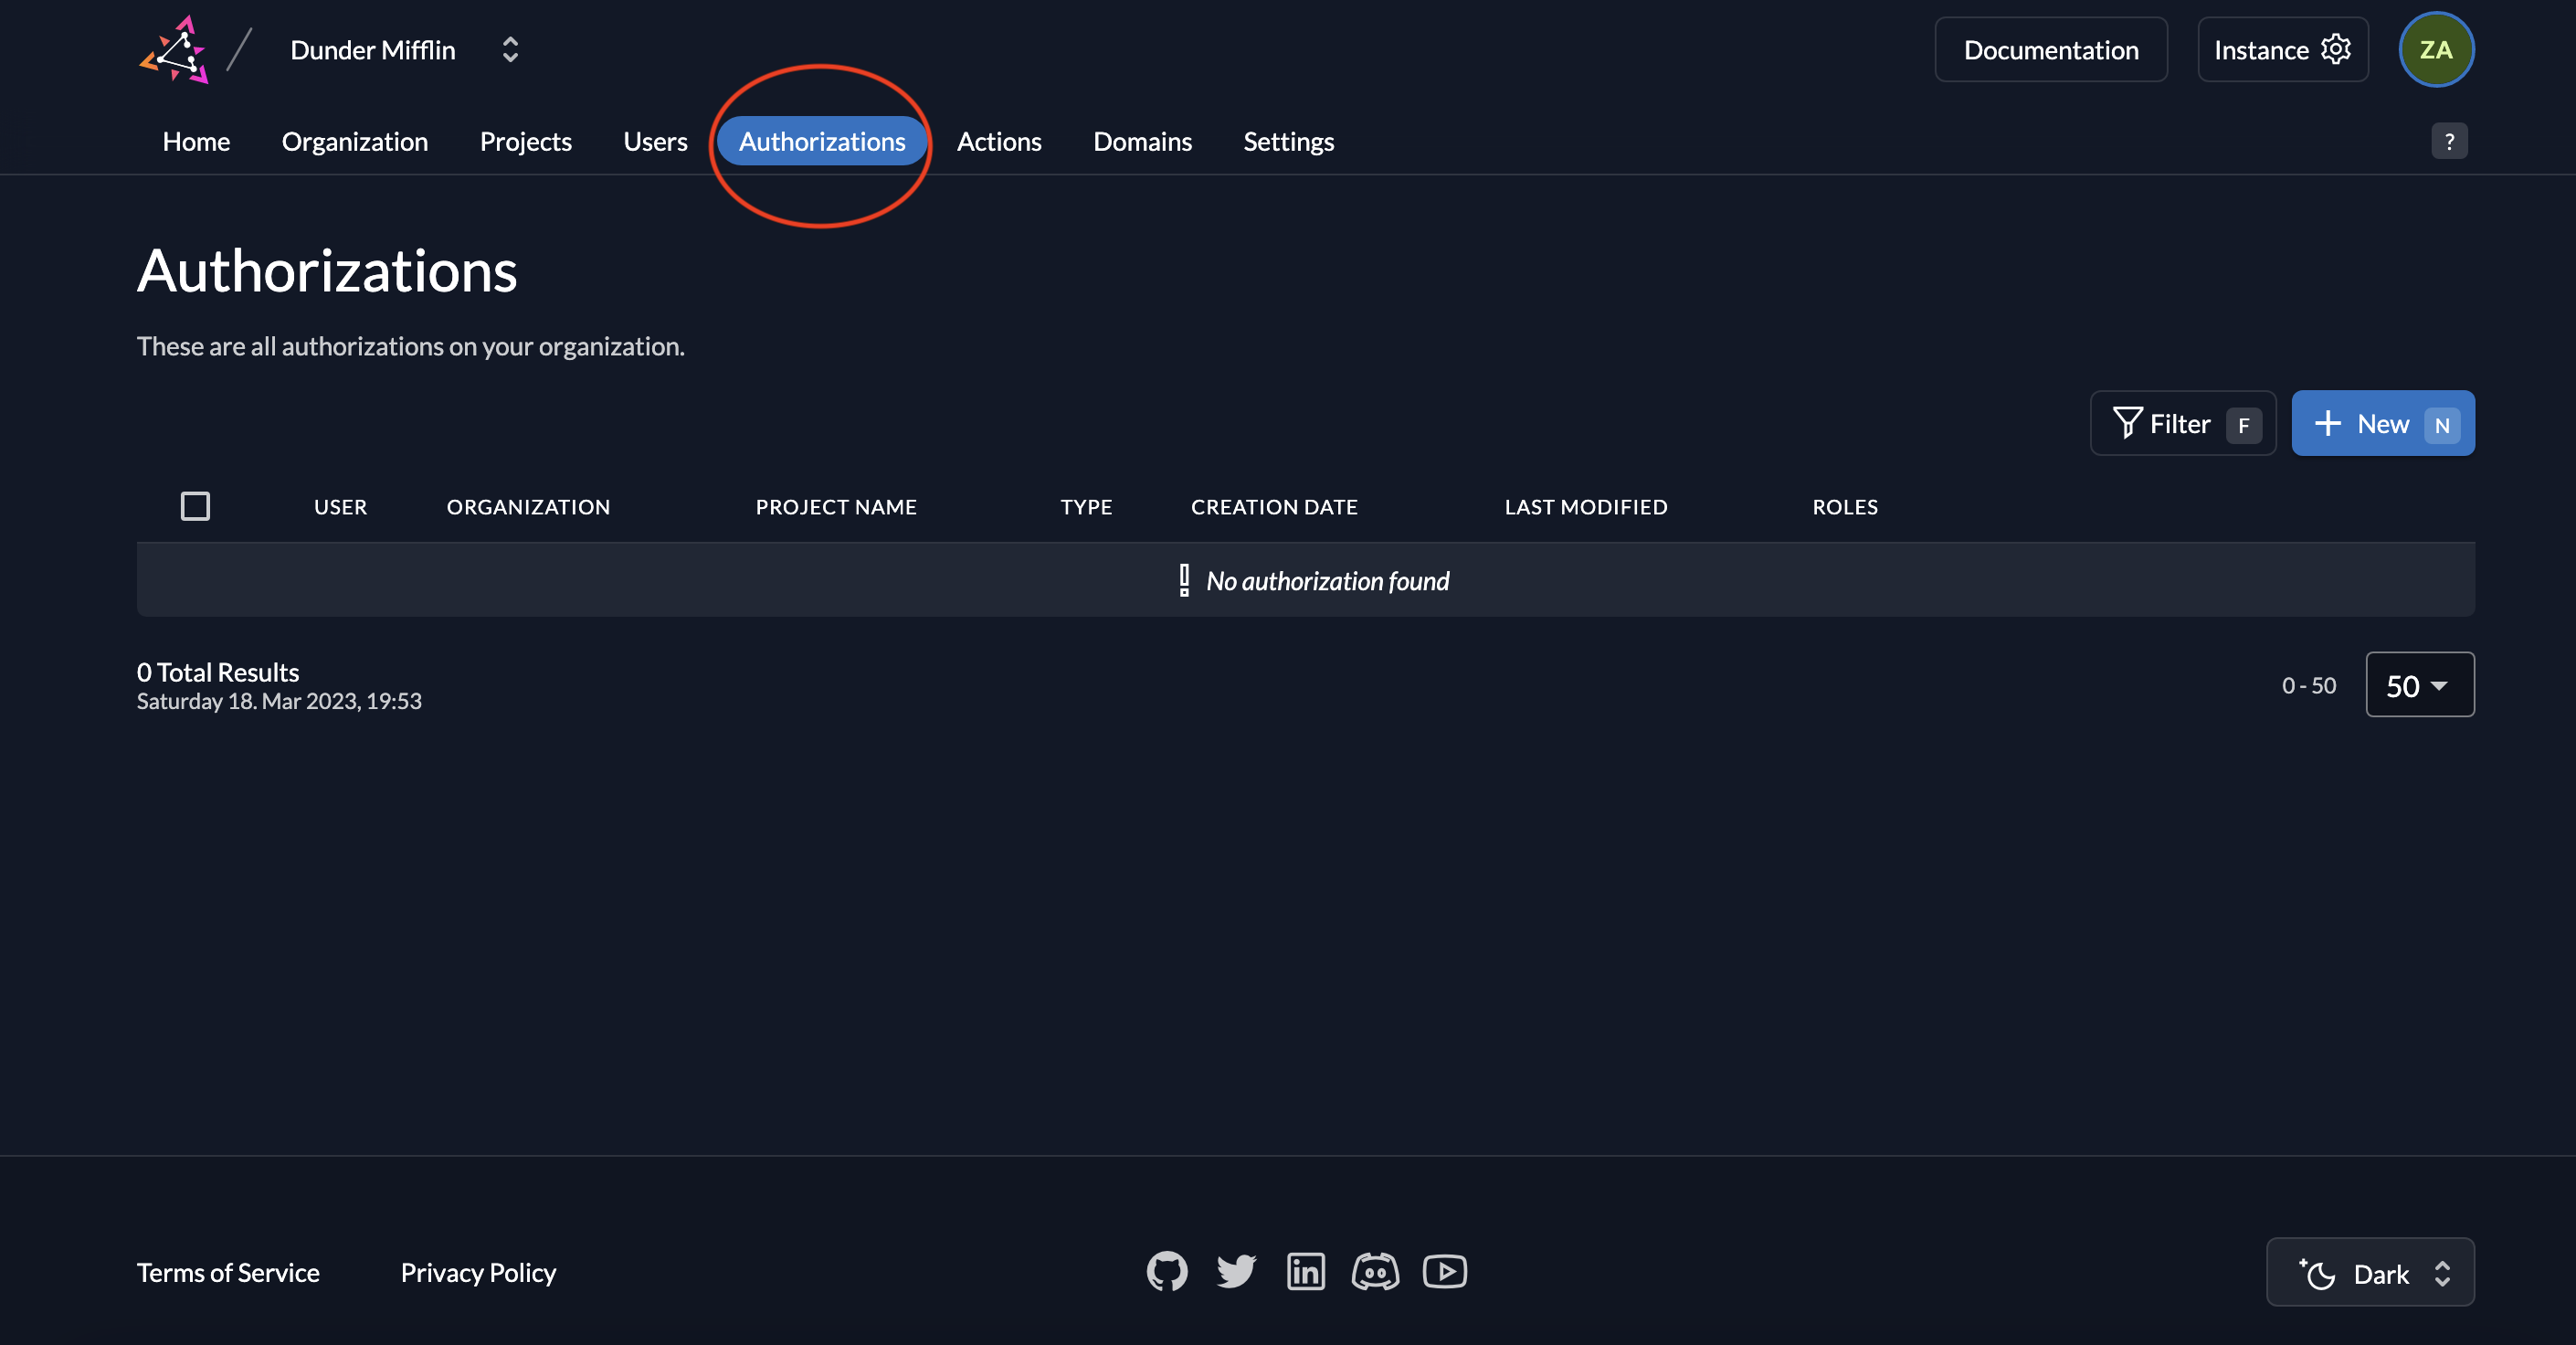 Dunder Mifflin
Documentation
Instance
ZA
Home Organization Projects Users Authorizations Actions Domains Settings
?
Authorizations
These are all authorizations on your organization.
Filter F
New N
USER ORGANIZATION PROJECT NAME TYPE CREATION DATE LAST MODIFIED ROLES
No authorization found
0 Total Results
Saturday 18. Mar 2023, 19:53
0 - 50
50
Terms of Service Privacy Policy
in
Dark